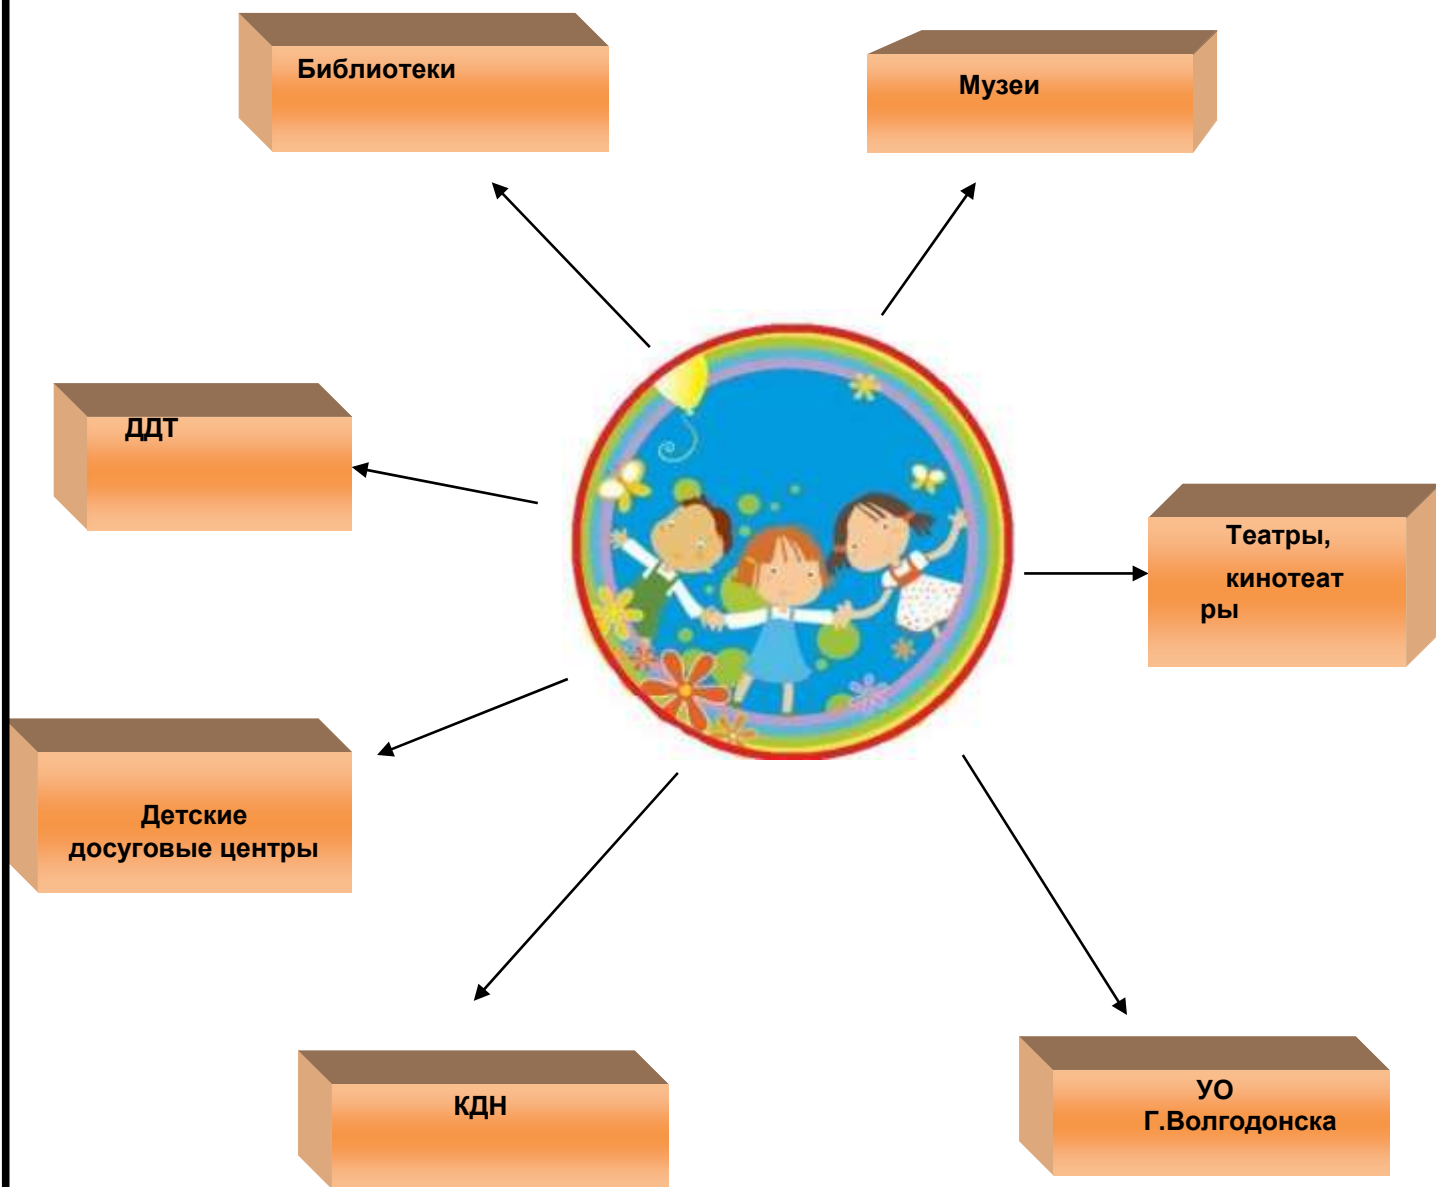 Библиотеки
Музеи
ДДТ
Театры,
кинотеат
ры
Детские
досуговые центры
КДН
УО
Г.Волгодонска